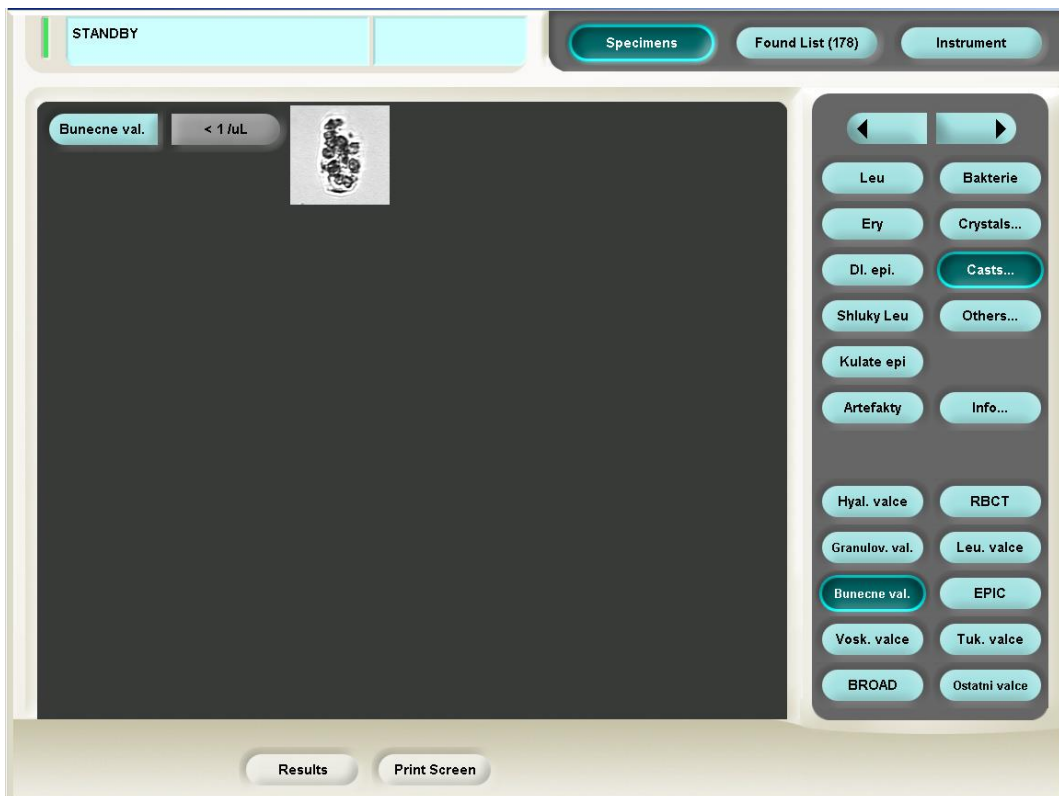 STANDBY
Specimens
Found List (178)
Instrument
Bunecne val.
< 1 /uL
Leu
Bakterie
Ery
Crystals...
Dl. epi.
Casts...
Shluky Leu
Others...
Kulate epi
Artefakty
Info...
Hyal. valce
RBCT
Granulov. val.
Leu. valce
Bunecne val.
EPIC
Vosk. valce
Tuk. valce
BROAD
Ostatni valce
Results
Print Screen